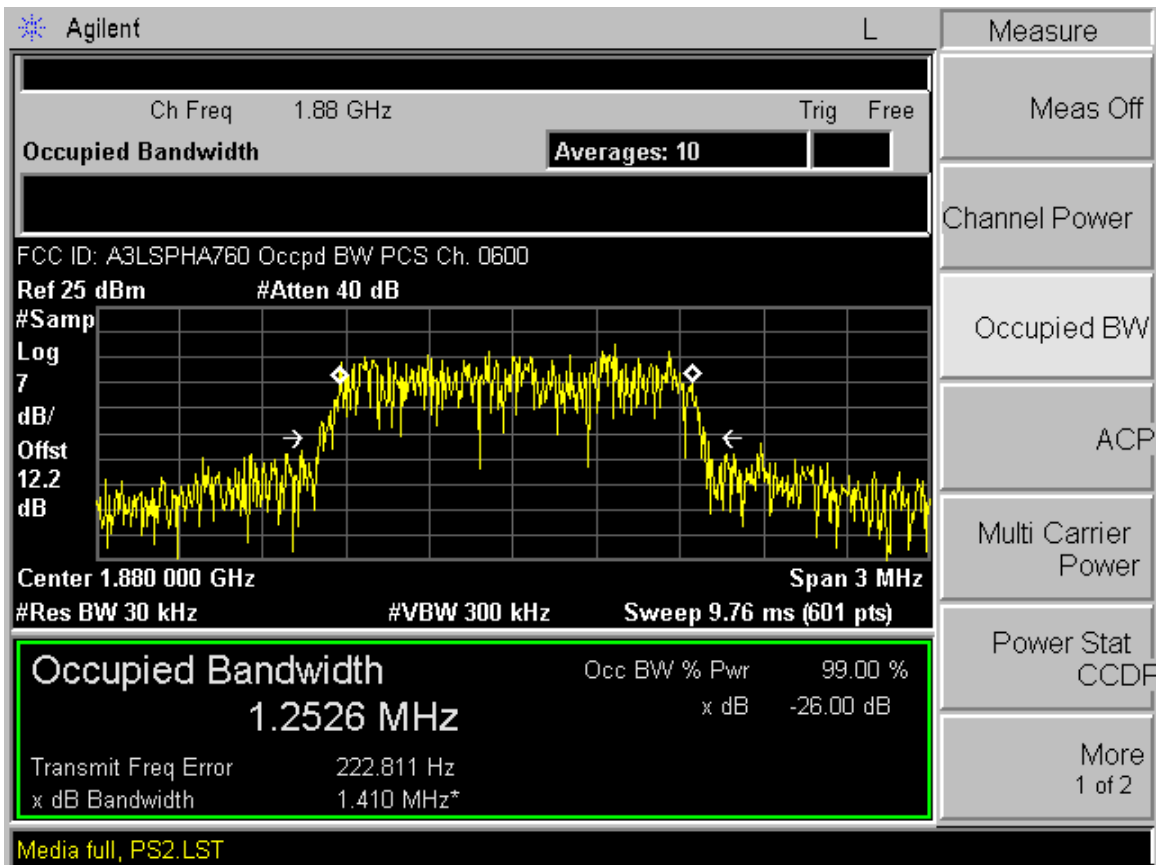 Agilent L
Measure
Ch Freq 1.88 GHz Trig Free
Occupied Bandwidth Averages: 10
FCC ID: A3LSPHA760 Occpd BW PCS Ch. 0600
Ref 25 dBm #Atten 40 dB
#Samp
Log
7
dB/
Offst
12.2
dB
Center 1.880 000 GHz Span 3 MHz
#Res BW 30 kHz #VBW 300 kHz Sweep 9.76 ms (601 pts)
Occupied Bandwidth
1.2526 MHz
Occ BW % Pwr 99.00 %
x dB -26.00 dB
Transmit Freq Error 222.811 Hz
x dB Bandwidth 1.410 MHz*
Media full, PS2.LST
Meas Off
Channel Power
Occupied BW
ACP
Multi Carrier
Power
Power Stat
CCDF
More
1 of 2